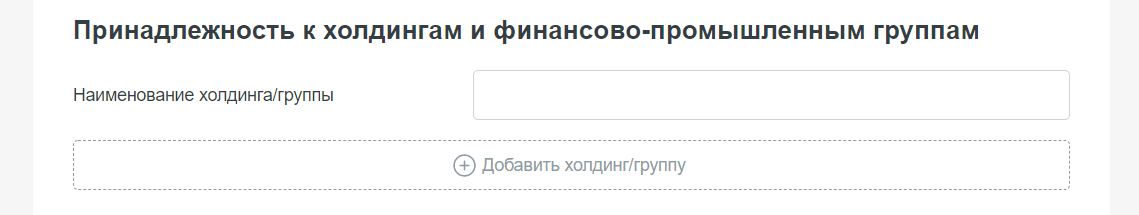 Принадлежность к холдингам и финансово-промышленным группам
Наименование холдинга/группы
Добавить холдинг/группу